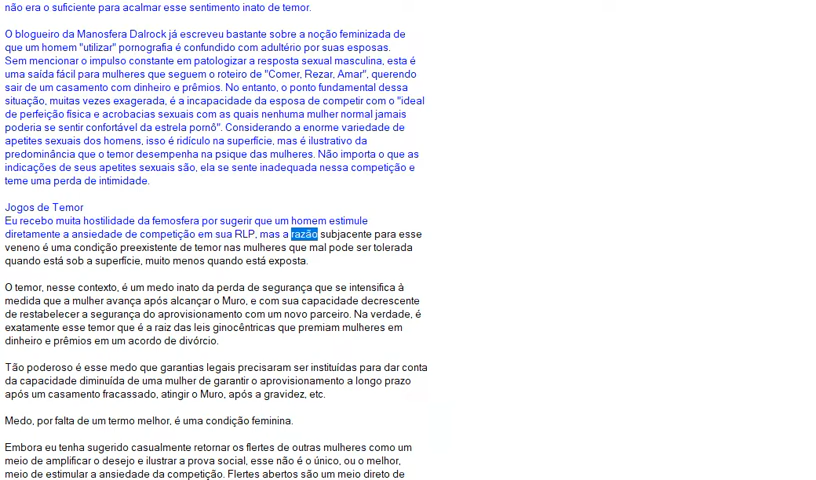 não era o suficiente para acalmar esse sentimento inato de temor.
O blogueiro da Manosfera Dalrock já escreveu bastante sobre a noção feminizada de
que um homem "utilizar" pornografia é confundido com adultério por suas esposas.
Sem mencionar o impulso constante em patologizar a resposta sexual masculina, esta é
uma saída fácil para mulheres que seguem o roteiro de "Comer, Rezar, Amar", querendo
sair de um casamento com dinheiro e prêmios. No entanto, o ponto fundamental dessa
situação, muitas vezes exagerada, é a incapacidade da esposa de competir com o "ideal
de perfeição física e acrobacias sexuais com as quais nenhuma mulher normal jamais
poderia se sentir confortável da estrela pornô". Considerando a enorme variedade de
apetites sexuais dos homens, isso é ridículo na superfície, mas é ilustrativo da
predominância que o temor desempenha na psique das mulheres. Não importa o que as
indicações de seus apetites sexuais são, ela se sente inadequada nessa competição e
teme uma perda de intimidade.
Jogos de Temor
Eu recebo muita hostilidade da femosfera por sugerir que um homem estimule
diretamente a ansiedade de competição em sua RLP, mas a razão subjacente para esse
veneno é uma condição preexistente de temor nas mulheres que mal pode ser tolerada
quando está sob a superfície, muito menos quando está exposta.
O temor, nesse contexto, é um medo inato da perda de segurança que se intensifica à
medida que a mulher avança após alcançar o Muro, e com sua capacidade decrescente
de restabelecer a segurança do aprovisionamento com um novo parceiro. Na verdade, é
exatamente esse temor que é a raiz das leis ginocêntricas que premiam mulheres em
dinheiro e prêmios em um acordo de divórcio.
Tão poderoso é esse medo que garantias legais precisaram ser instituídas para dar conta
da capacidade diminuída de uma mulher de garantir o aprovisionamento a longo prazo
após um casamento fracassado, atingir o Muro, após a gravidez, etc.
Medo, por falta de um termo melhor, é uma condição feminina.
Embora eu tenha sugerido casualmente retornar os flertes de outras mulheres como um
meio de amplificar o desejo e ilustrar a prova social, esse não é o único, ou o melhor,
meio de estimular a ansiedade da competição. Flertes abertos são um meio direto de